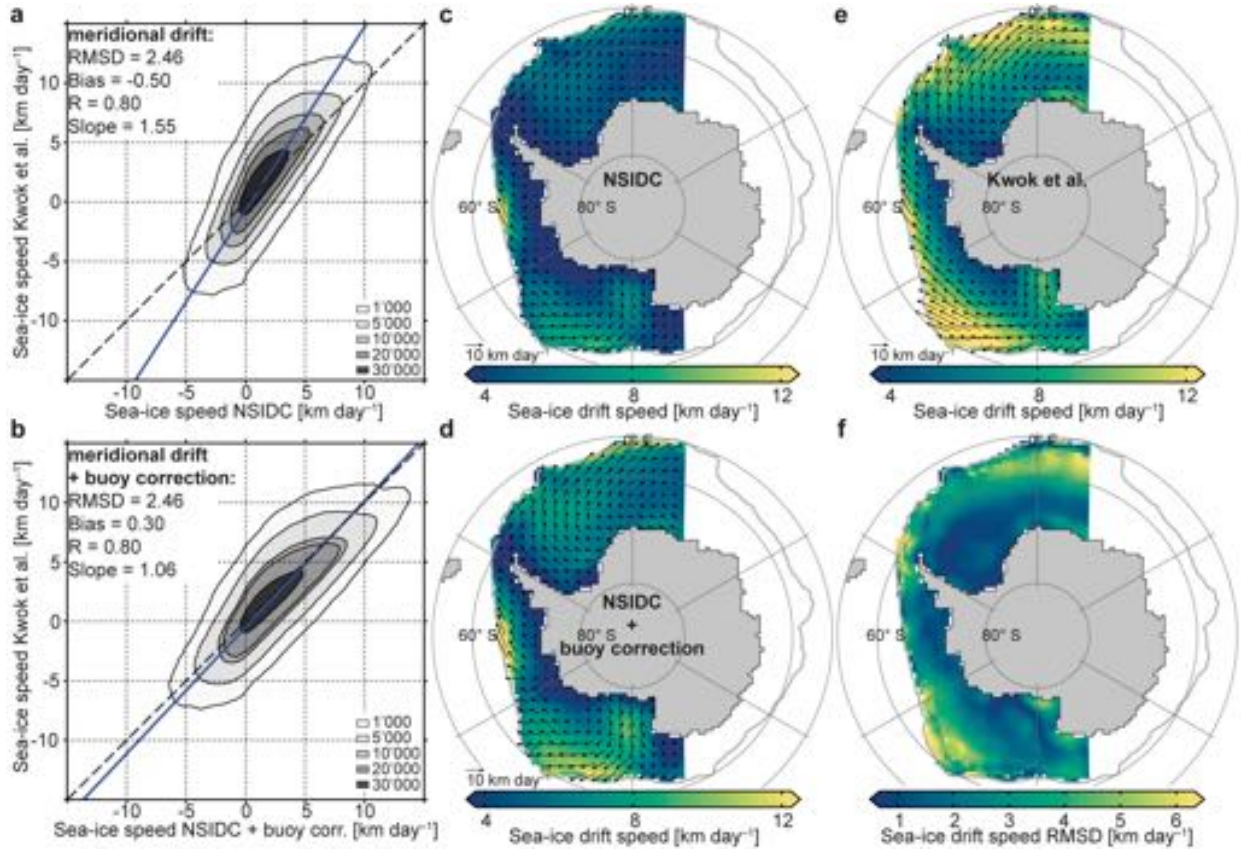 a
meridional drift:
RMSD = 2.46
Bias = -0.50
R = 0.80
Slope = 1.55
10
5
0
-5
-10
1'000
5'000
10'000
20'000
30'000
-10 -5 0 5 10
Sea-ice speed NSIDC [km day⁻¹]
Sea-ice speed Kwok et al. [km day⁻¹]
b
meridional drift
+ buoy correction:
RMSD = 2.46
Bias = 0.30
R = 0.80
Slope = 1.06
10
5
0
-5
-10
1'000
5'000
10'000
20'000
30'000
-10 -5 0 5 10
Sea-ice speed NSIDC + buoy corr. [km day⁻¹]
Sea-ice speed Kwok et al. [km day⁻¹]
c
NSIDC
60° S
80° S
10 km day⁻¹
4 8 12
Sea-ice drift speed [km day⁻¹]
d
NSIDC
+
buoy correction
60° S
80° S
10 km day⁻¹
4 8 12
Sea-ice drift speed [km day⁻¹]
e
Kwok et al.
60° S
80° S
10 km day⁻¹
4 8 12
Sea-ice drift speed [km day⁻¹]
f
60° S
80° S
1 2 3 4 5 6
Sea-ice drift speed RMSD [km day⁻¹]